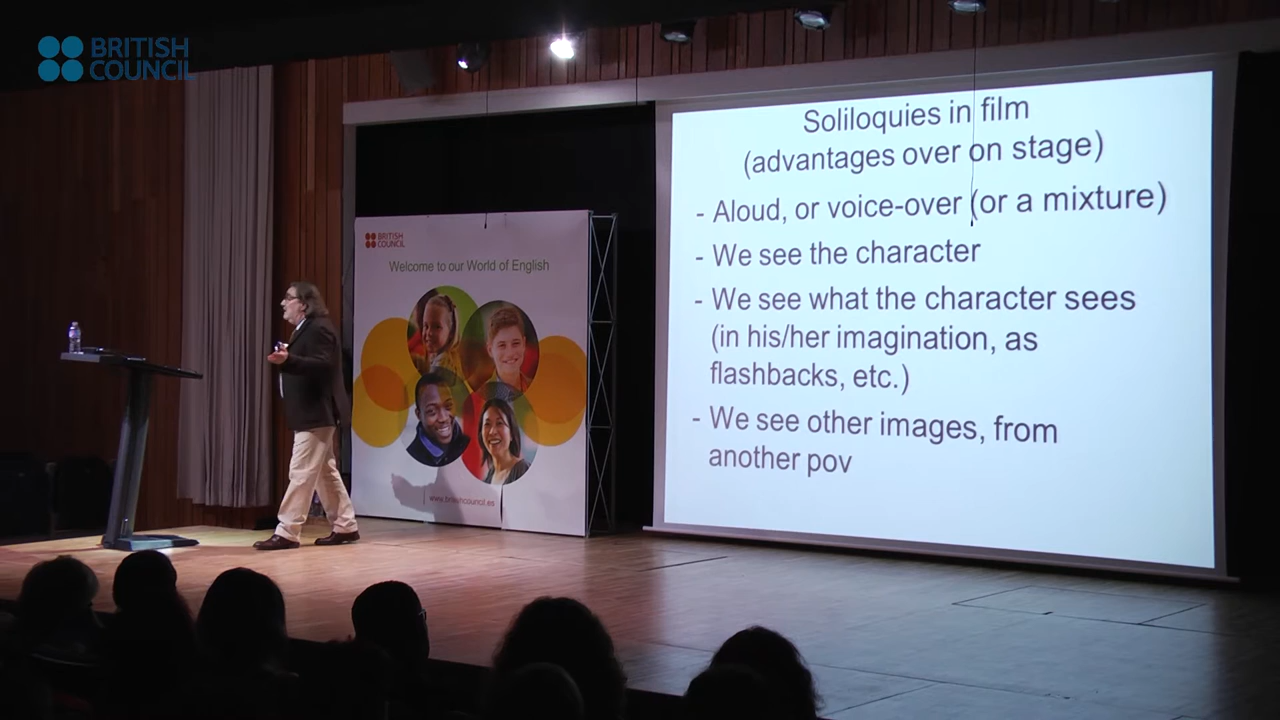 BRITISH
COUNCIL
BRITISH
COUNCIL
Welcome to our World of English
www.britishcouncil.es
Soliloquies in film
(advantages over on stage)
- Aloud, or voice-over (or a mixture)
- We see the character
- We see what the character sees
(in his/her imagination, as
flashbacks, etc.)
- We see other images, from
another pov